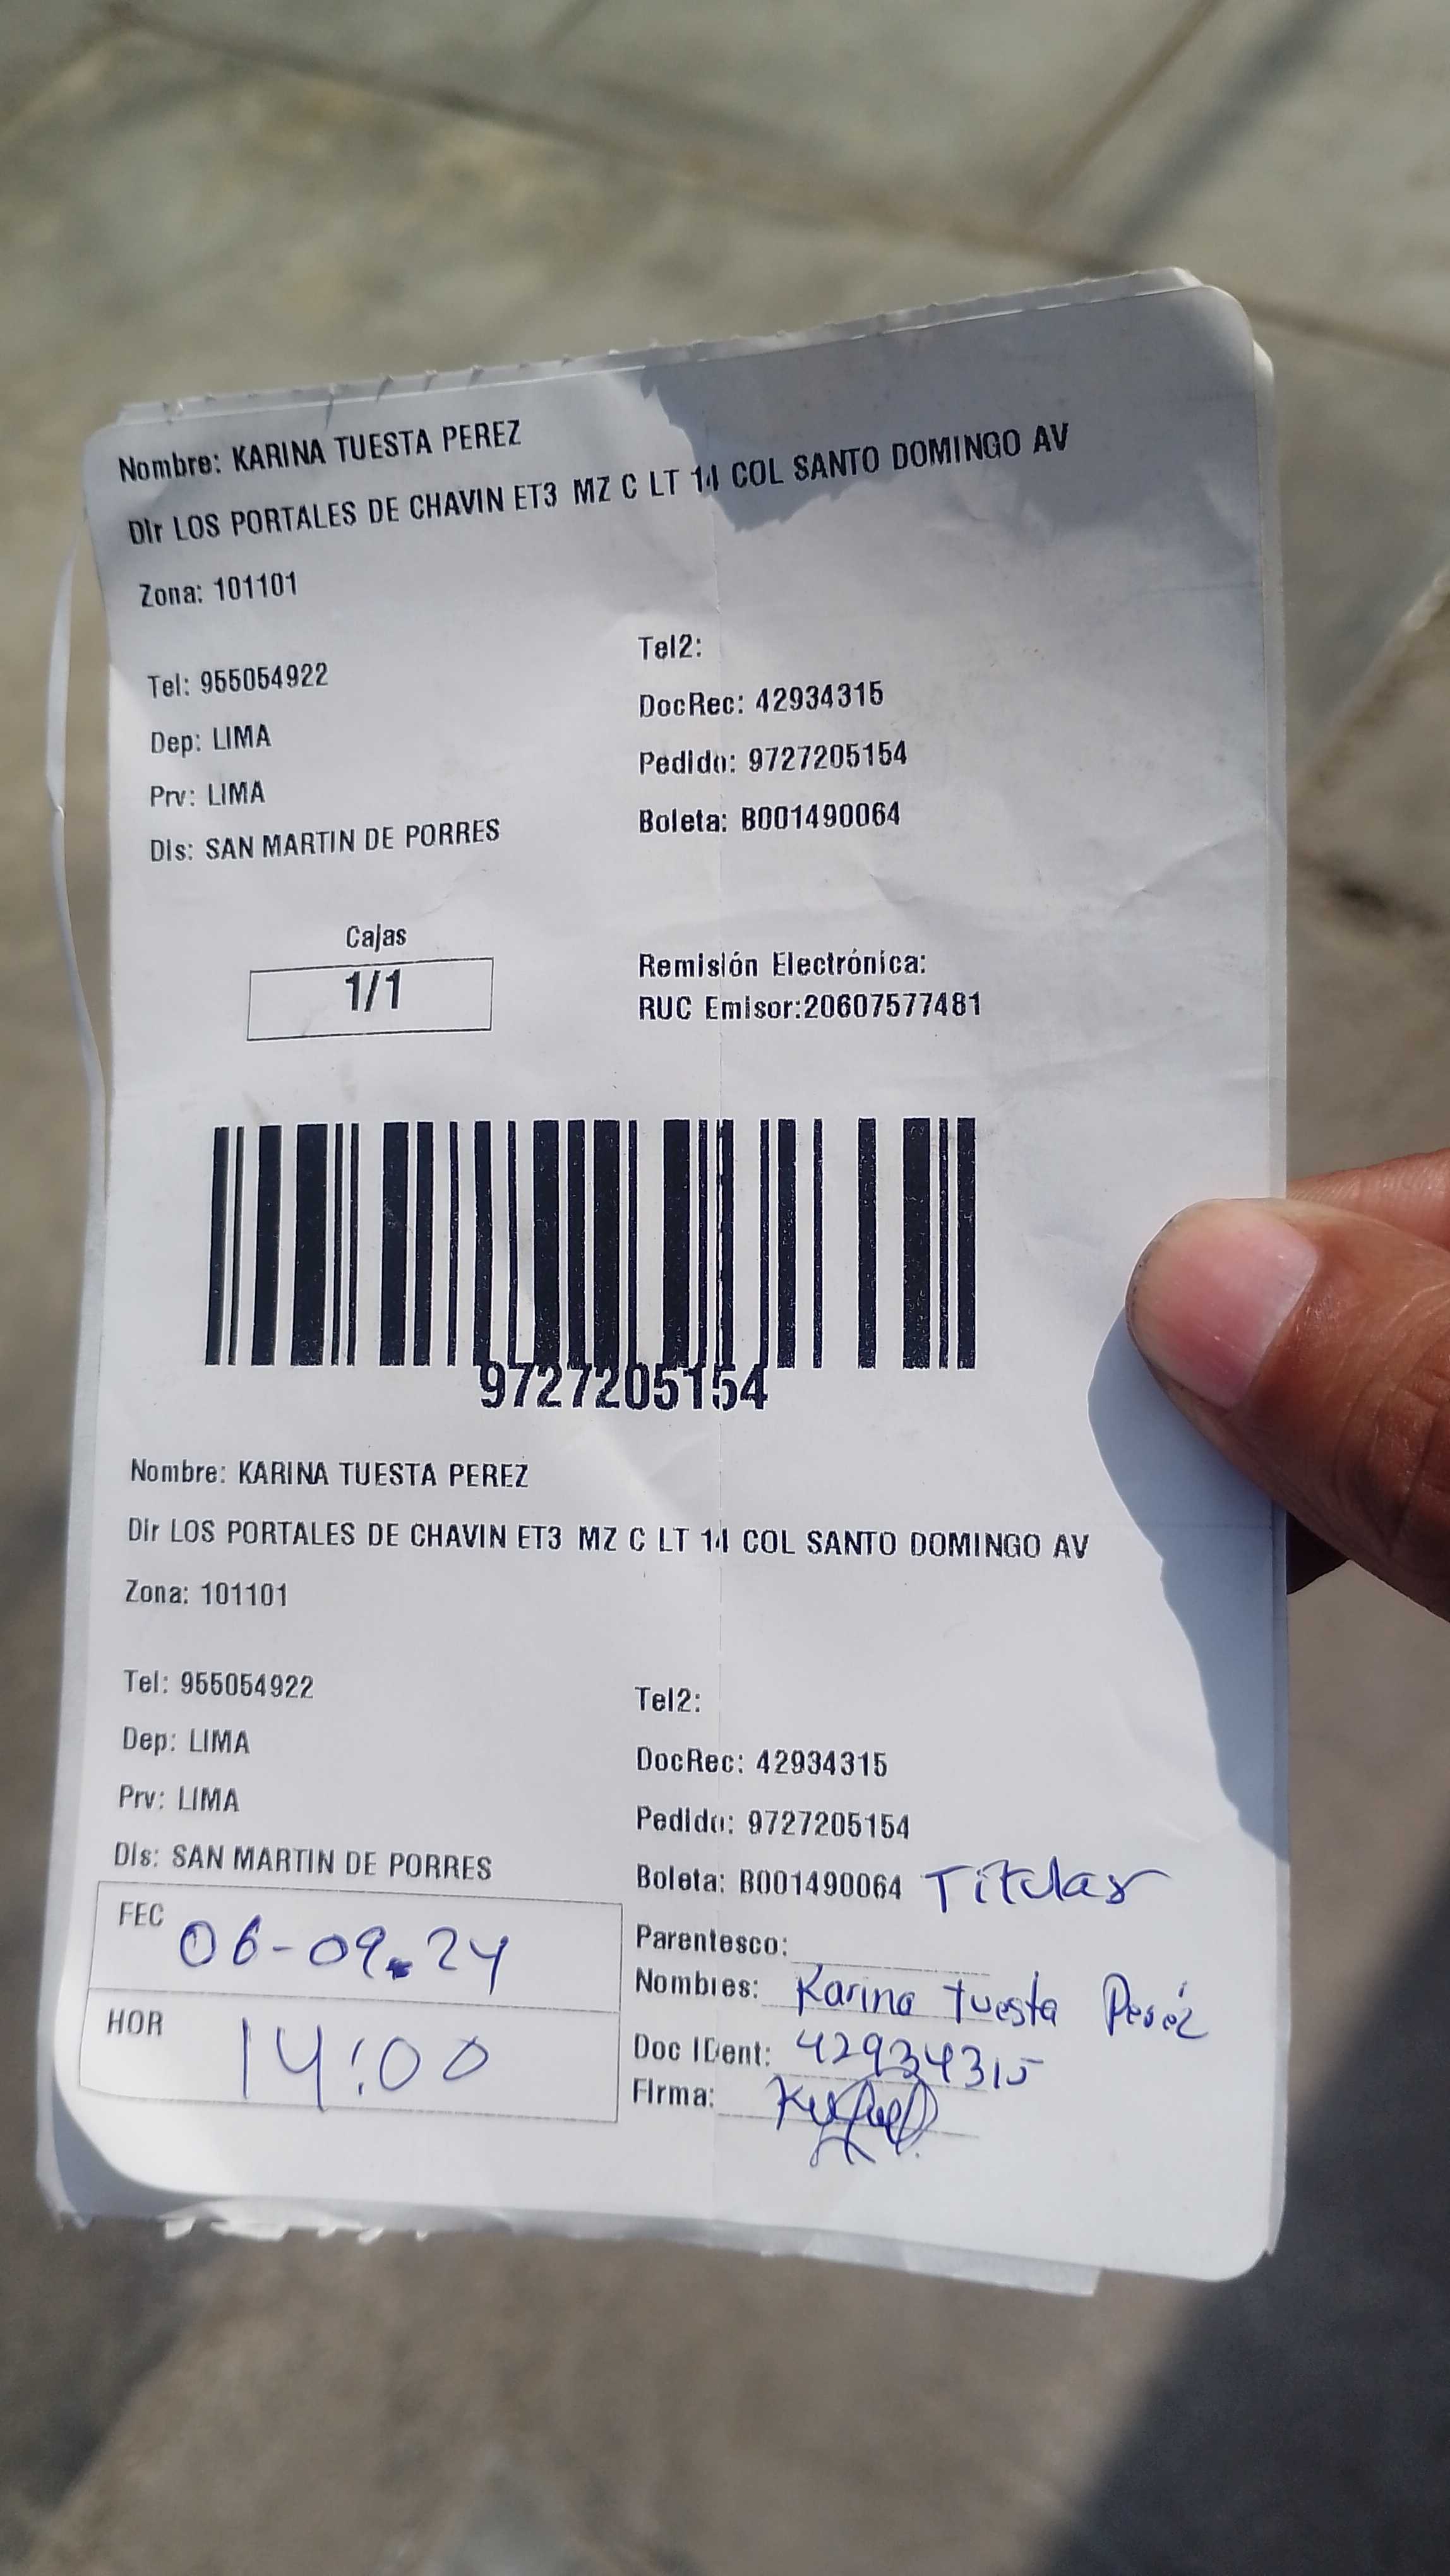 Nombre: KARINA TUESTA PEREZ
Dir LOS PORTALES DE CHAVIN ET3 MZ C LT 14 COL SANTO DOMINGO AV
Zona: 101101
Tel2:
Tel: 955054922
DocRec: 42934315
Dep: LIMA
Pedido: 9727205154
Prv: LIMA
Boleta: B001490064
Dis: SAN MARTIN DE PORRES
Cajas
1/1
Remisión Electrónica:
RUC Emisor:20607577481
9727205154
Nombre: KARINA TUESTA PEREZ
Dir LOS PORTALES DE CHAVIN ET3 MZ C LT 14 COL SANTO DOMINGO AV
Zona: 101101
Tel: 955054922
Tel2:
Dep: LIMA
DocRec: 42934315
Prv: LIMA
Pedido: 9727205154
Dis: SAN MARTIN DE PORRES
Boleta: B001490064 Titular
FEC 06-09-24
Parentesco:
Nombres: Karina tuesta Peréz
HOR 14:00
Doc IDent: 42934315
Firma: